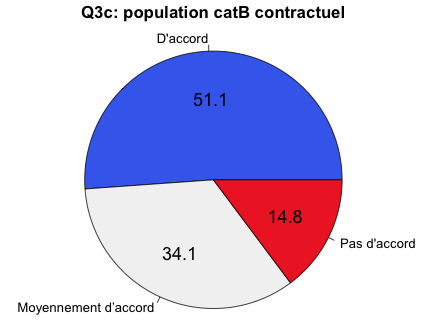 Q3c: population catB contractuel
D'accord
51.1
14.8
Pas d'accord
34.1
Moyennement d’accord